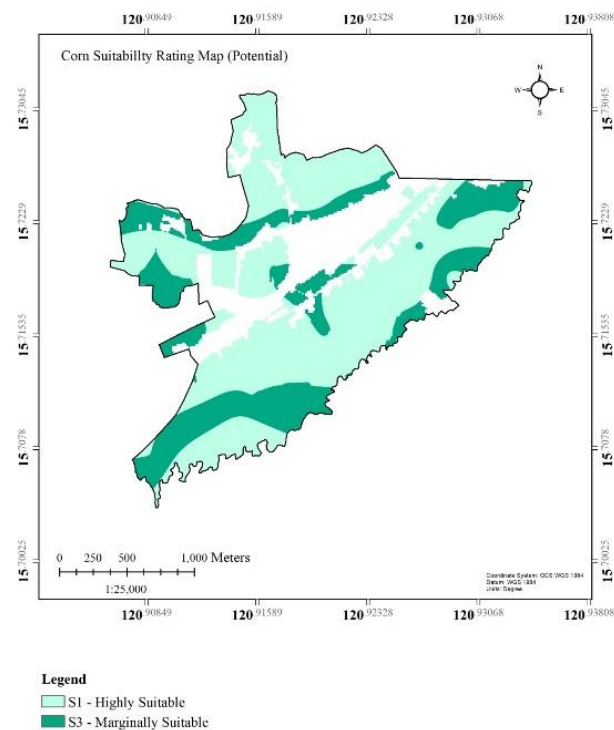 120.90849 120.91589 120.92328 120.93068 120.93808
Corn Suitabillty Rating Map (Potential)
N
W E
S
15.73045 15.73045
15.7229 15.7229
15.71535 15.71535
15.7078 15.7078
15.70025 15.70025
0 250 500 1,000 Meters
1:25,000
Coordinate System: GCS WGS 1984
Datum: WGS 1984
Units: Degree
120.90849 120.91589 120.92328 120.93068 120.93808
Legend
S1 - Highly Suitable
S3 - Marginally Suitable